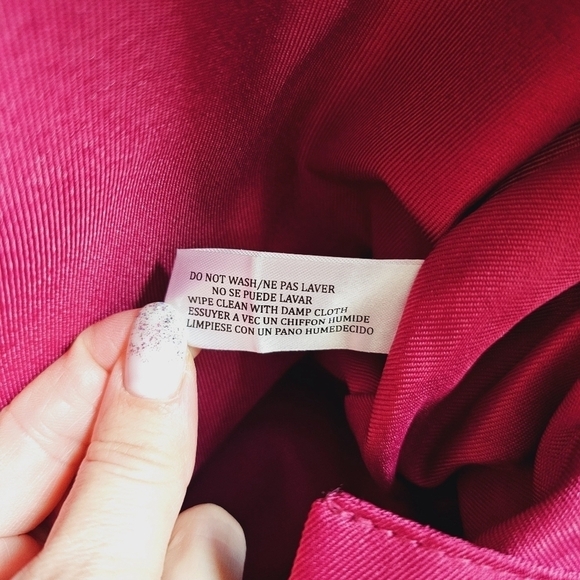 DO NOT WASH/NE PAS LAVER
NO SE PUEDE LAVAR
WIPE CLEAN WITH DAMP CLOTH
ESSUYER A VEC UN CHIFFON HUMIDE
LIMPIESE CON UN PANO HUMEDECIDO